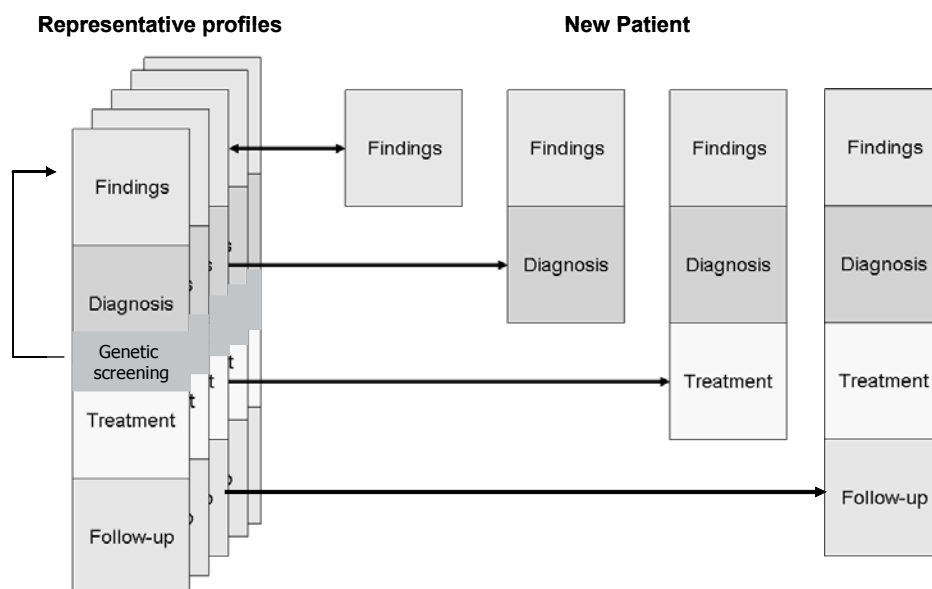 Representative profiles
New Patient
Findings
Diagnosis
Genetic
screening
Treatment
Follow-up
Findings
Findings
Diagnosis
Findings
Diagnosis
Treatment
Findings
Diagnosis
Treatment
Follow-up